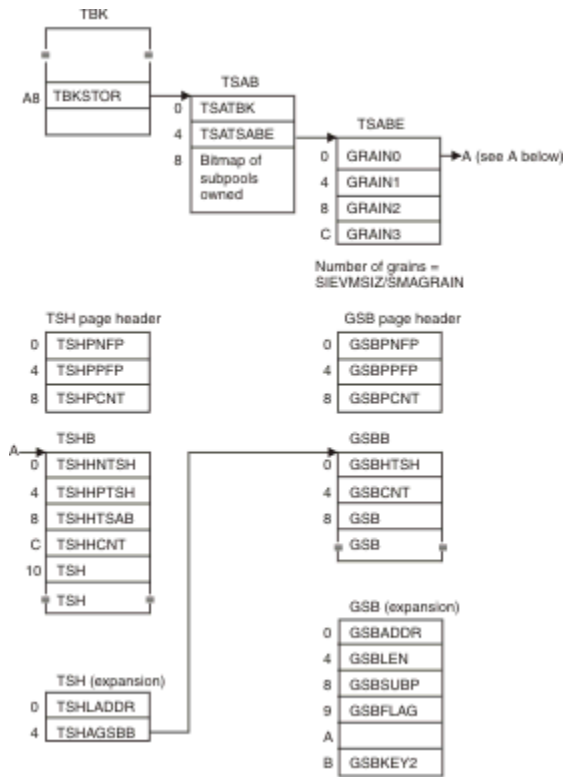 TBK
A8 TBKSTOR
TSAB
0 TSATBK
4 TSATSABE
8 Bitmap of
subpools
owned
TSABE
0 GRAIN0
A (see A below)
4 GRAIN1
8 GRAIN2
C GRAIN3
Number of grains =
SIEVMSIZ/SMAGRAIN
TSH page header
0 TSHPNFP
4 TSHPPFP
8 TSHPCNT
GSB page header
0 GSBPNFP
4 GSBPPFP
8 GSBPCNT
TSHB
A
0 TSHHNTSH
4 TSHHPTSH
8 TSHHTSAB
C TSHHCNT
10 TSH
TSH
GSBB
0 GSBHTSH
4 GSBCNT
8 GSB
GSB
TSH (expansion)
0 TSHLADDR
4 TSHAGSBB
GSB (expansion)
0 GSBADDR
4 GSBLEN
8 GSBSUBP
9 GSBFLAG
A
B GSBKEY2